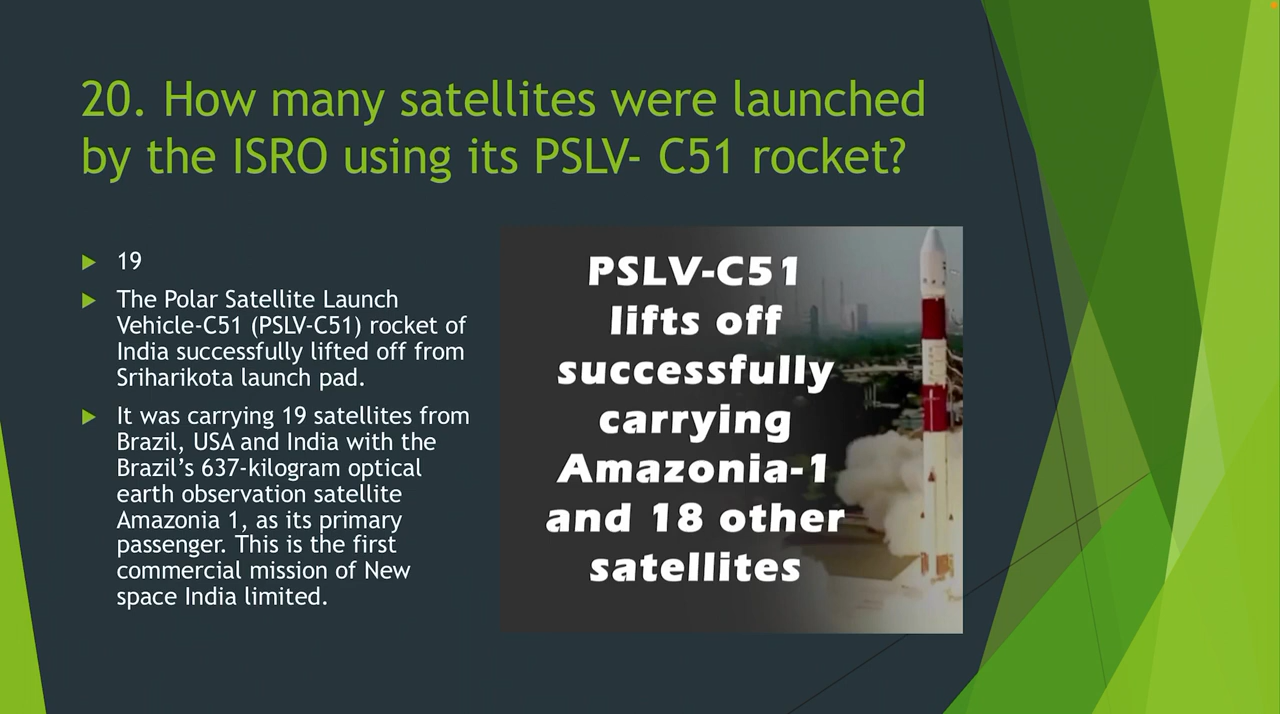 20. How many satellites were launched
by the ISRO using its PSLV- C51 rocket?
19
The Polar Satellite Launch
Vehicle-C51 (PSLV-C51) rocket of
India successfully lifted off from
Sriharikota launch pad.
It was carrying 19 satellites from
Brazil, USA and India with the
Brazil’s 637-kilogram optical
earth observation satellite
Amazonia 1, as its primary
passenger. This is the first
commercial mission of New
space India limited.
PSLV-C51
lifts off
successfully
carrying
Amazonia-1
and 18 other
satellites